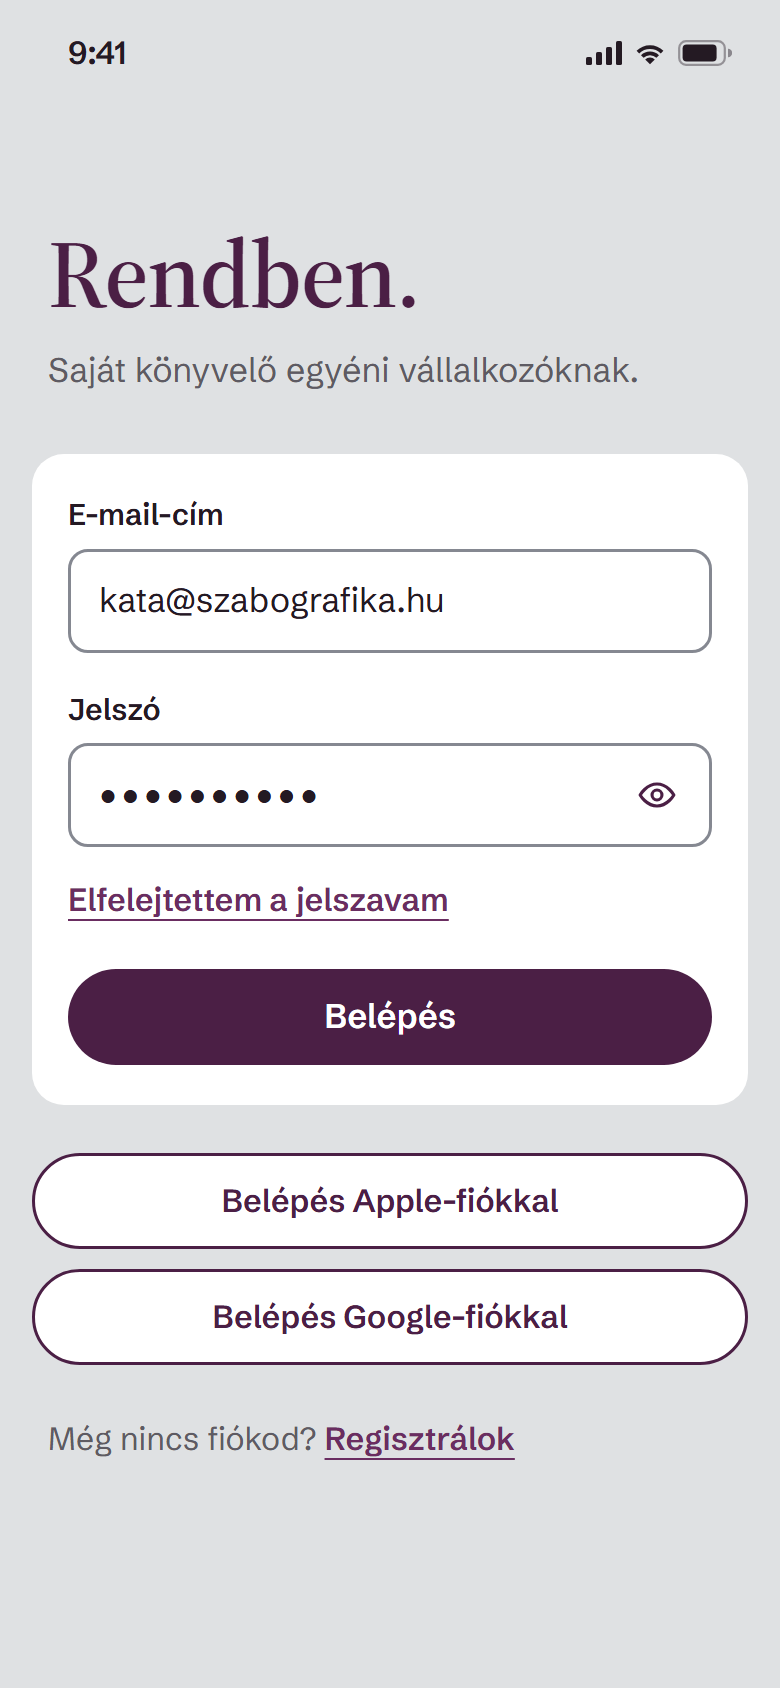 9:41
Rendben.
Saját könyvelő egyéni vállalkozóknak.
E-mail-cím
kata@szabografika.hu
Jelszó
••••••••••
Elfelejtettem a jelszavam
Belépés
Belépés Apple-fiókkal
Belépés Google-fiókkal
Még nincs fiókod? Regisztrálok